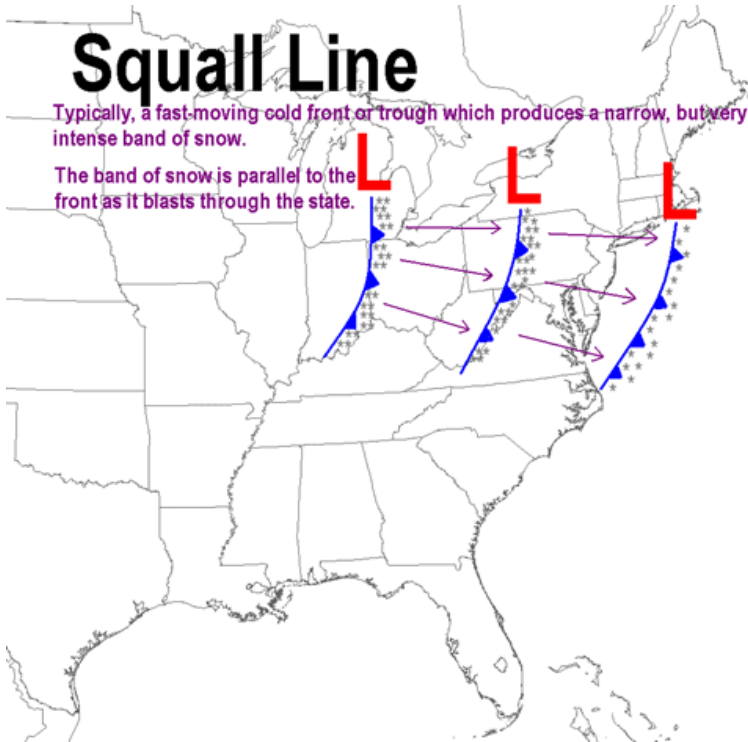 Squall Line
Typically, a fast-moving cold front or trough which produces a narrow, but very
intense band of snow.
The band of snow is parallel to the
front as it blasts through the state.
L
L
L